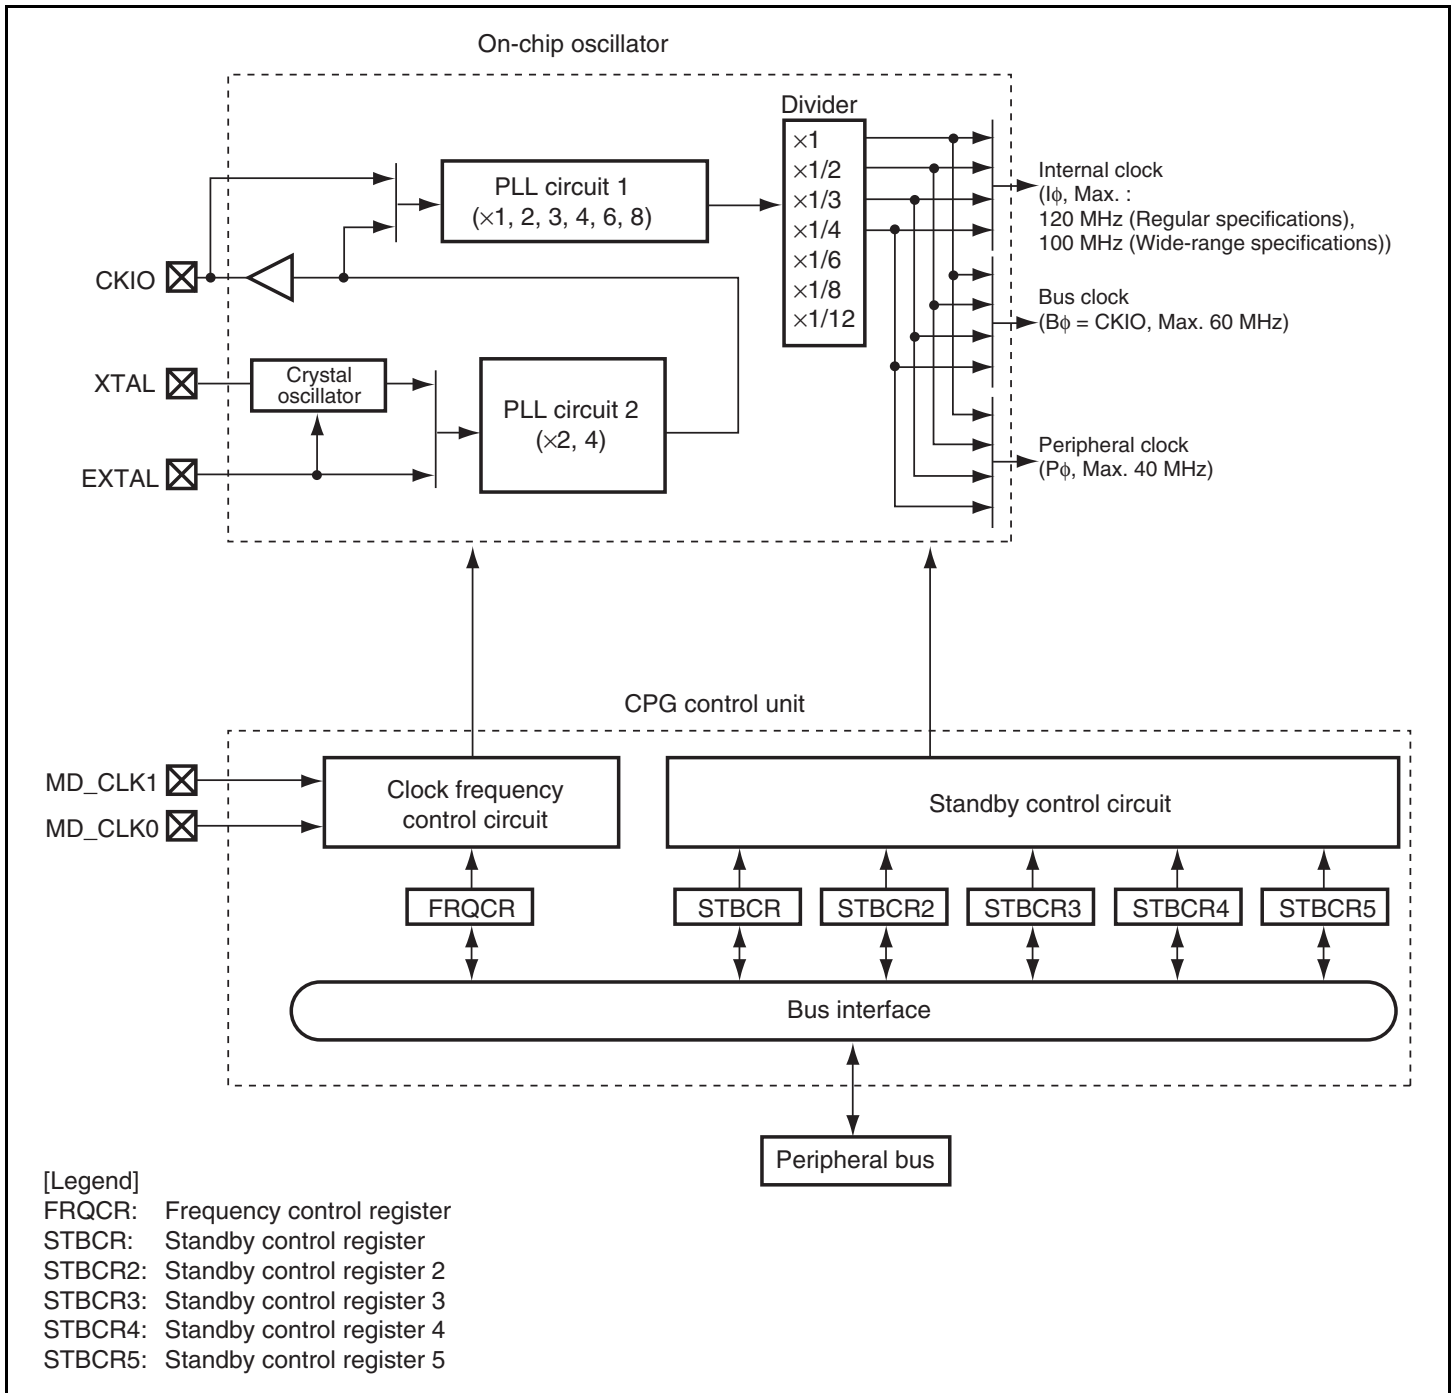 On-chip oscillator
Divider
×1
×1/2
×1/3
×1/4
×1/6
×1/8
×1/12
PLL circuit 1
(×1, 2, 3, 4, 6, 8)
Internal clock
(Iϕ, Max. :
120 MHz (Regular specifications),
100 MHz (Wide-range specifications))
CKIO
Bus clock
(Bϕ = CKIO, Max. 60 MHz)
XTAL
Crystal
oscillator
PLL circuit 2
(×2, 4)
EXTAL
Peripheral clock
(Pϕ, Max. 40 MHz)
CPG control unit
MD_CLK1
MD_CLK0
Clock frequency
control circuit
Standby control circuit
FRQCR
STBCR
STBCR2
STBCR3
STBCR4
STBCR5
Bus interface
Peripheral bus
[Legend]
FRQCR: Frequency control register
STBCR: Standby control register
STBCR2: Standby control register 2
STBCR3: Standby control register 3
STBCR4: Standby control register 4
STBCR5: Standby control register 5